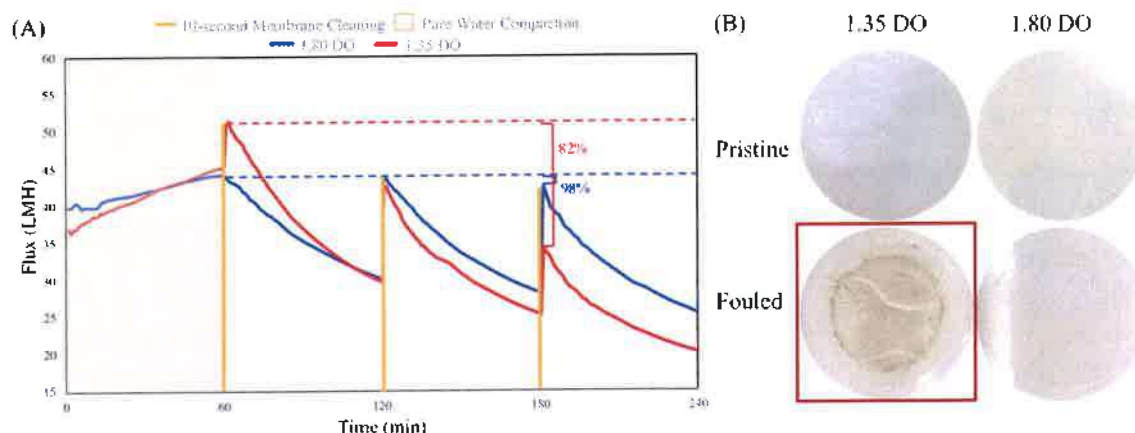 (A)
10-second Membrane Cleaning Pure Water Compaction
1.80 DO 1.35 DO
60
55
50
45
40
35
30
25
20
15
Flux (LMH)
82%
98%
0 60 120 180 240
Time (min)
(B) 1.35 DO 1.80 DO
Pristine
Fouled